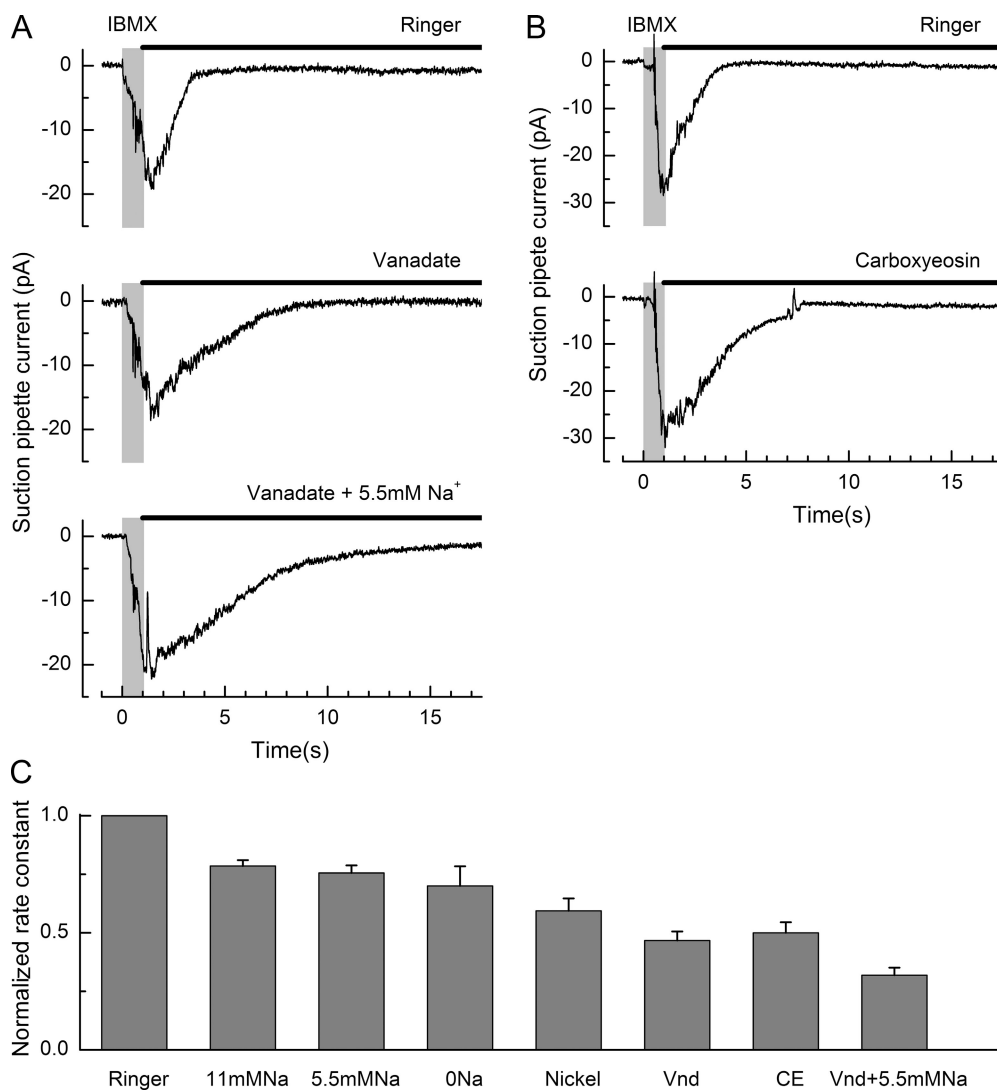 A
IBMX
Ringer
0
-10
-20
Vanadate
0
-10
-20
Vanadate + 5.5mM Na⁺
0
-10
-20
0 5 10 15
Time(s)
Suction pipette current (pA)
B
IBMX
Ringer
0
-10
-20
-30
Carboxyeosin
0
-10
-20
-30
0 5 10 15
Time(s)
Suction pipete current (pA)
C
Normalized rate constant
1.0
0.5
0.0
Ringer 11mMNa 5.5mMNa 0Na Nickel Vnd CE Vnd+5.5mMNa